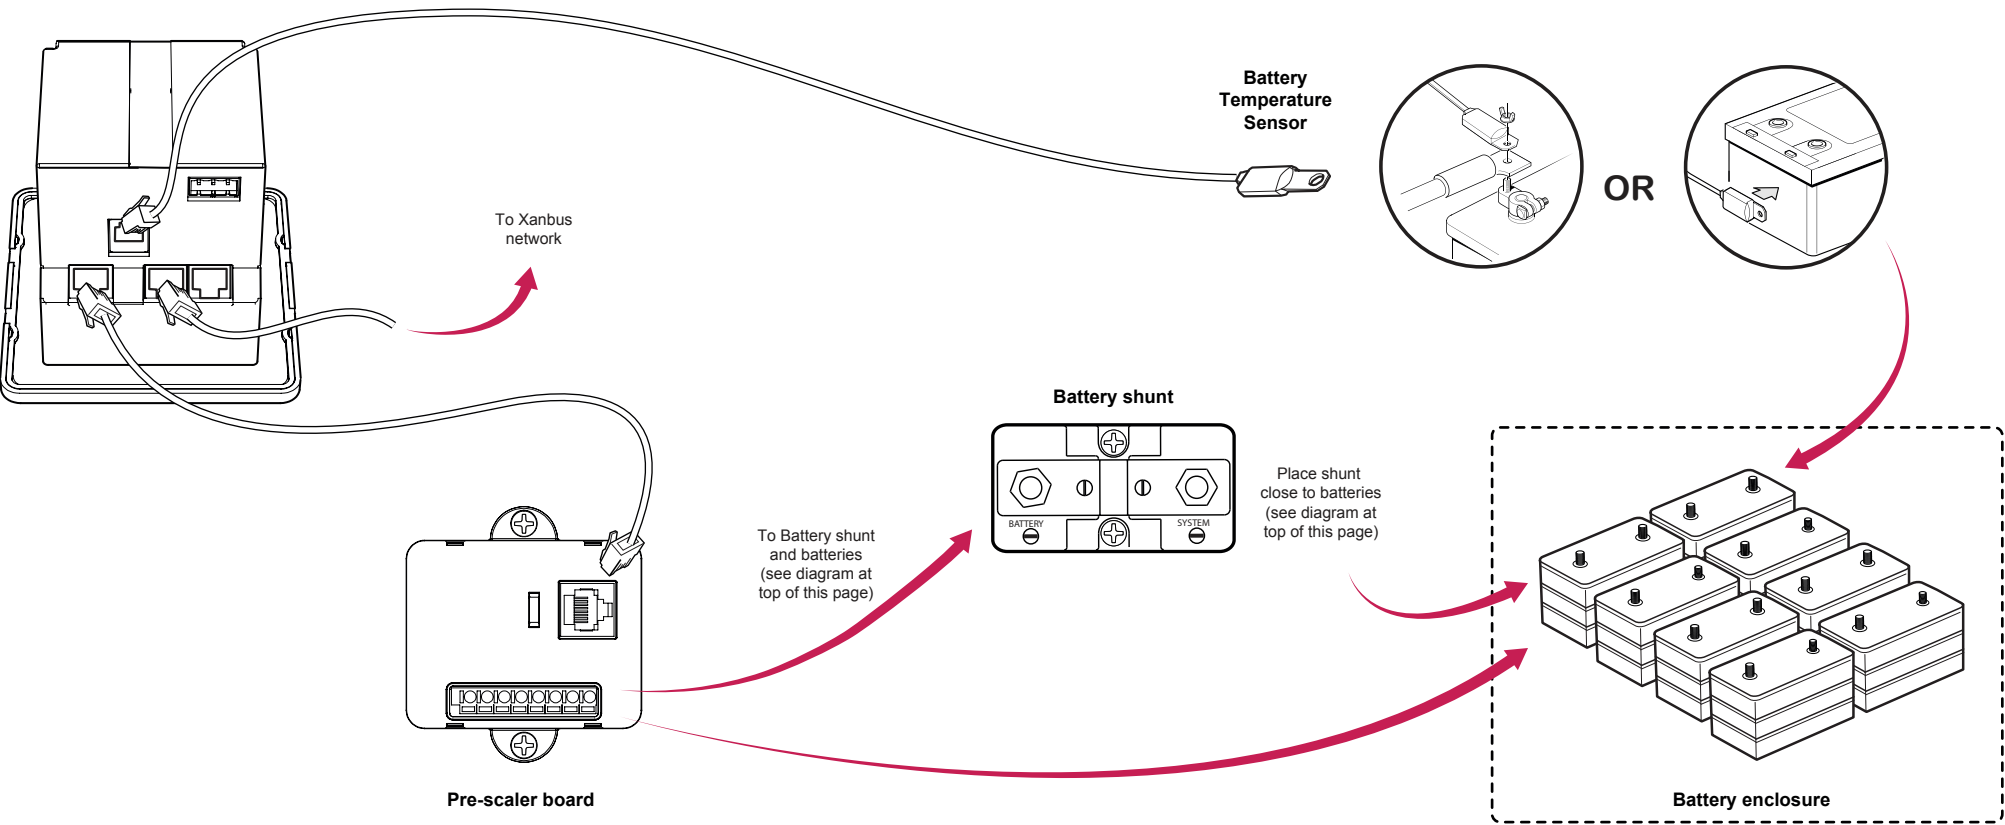 Battery
Temperature
Sensor
OR
To Xanbus
network
Battery shunt
BATTERY
SYSTEM
Place shunt
close to batteries
(see diagram at
top of this page)
To Battery shunt
and batteries
(see diagram at
top of this page)
Pre-scaler board
Battery enclosure